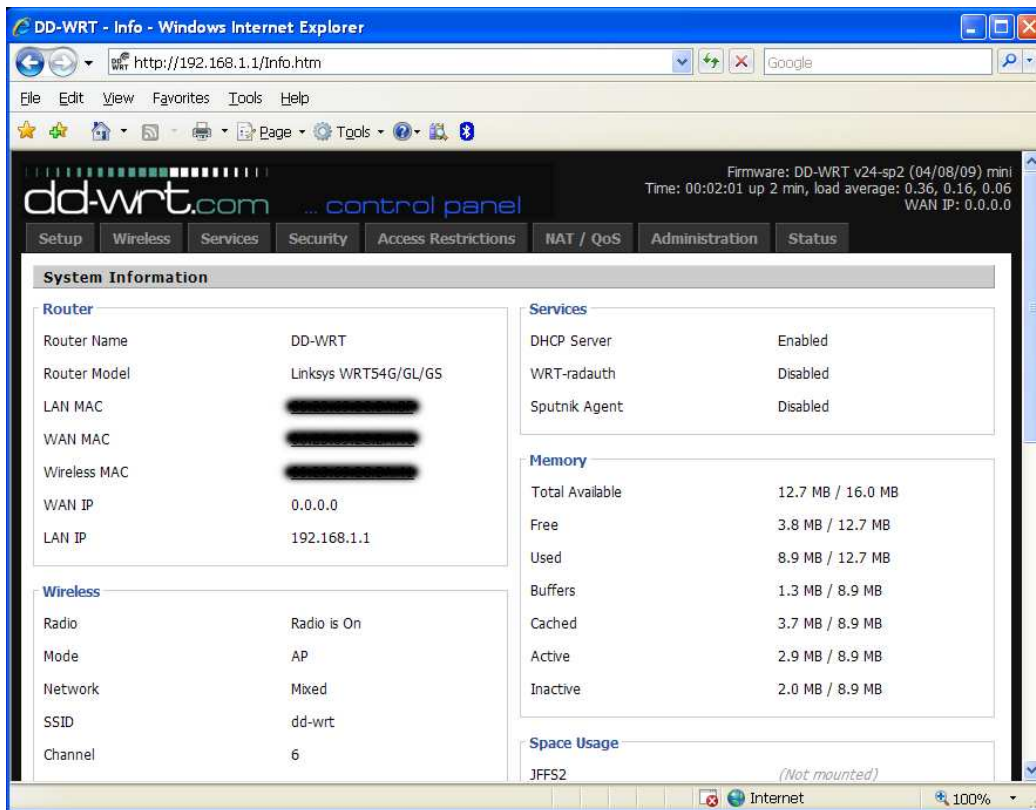 DD-WRT - Info - Windows Internet Explorer
http://192.168.1.1/Info.htm
Google
File Edit View Favorites Tools Help
Page Tools
dd-wrt.com ... control panel
Firmware: DD-WRT v24-sp2 (04/08/09) mini
Time: 00:02:01 up 2 min, load average: 0.36, 0.16, 0.06
WAN IP: 0.0.0.0
Setup Wireless Services Security Access Restrictions NAT / QoS Administration Status
System Information
Router
Router Name DD-WRT
Router Model Linksys WRT54G/GL/GS
LAN MAC
WAN MAC
Wireless MAC
WAN IP 0.0.0.0
LAN IP 192.168.1.1
Wireless
Radio Radio is On
Mode AP
Network Mixed
SSID dd-wrt
Channel 6
Services
DHCP Server Enabled
WRT-radauth Disabled
Sputnik Agent Disabled
Memory
Total Available 12.7 MB / 16.0 MB
Free 3.8 MB / 12.7 MB
Used 8.9 MB / 12.7 MB
Buffers 1.3 MB / 8.9 MB
Cached 3.7 MB / 8.9 MB
Active 2.9 MB / 8.9 MB
Inactive 2.0 MB / 8.9 MB
Space Usage
JFFS2 (Not mounted)
Internet 100%